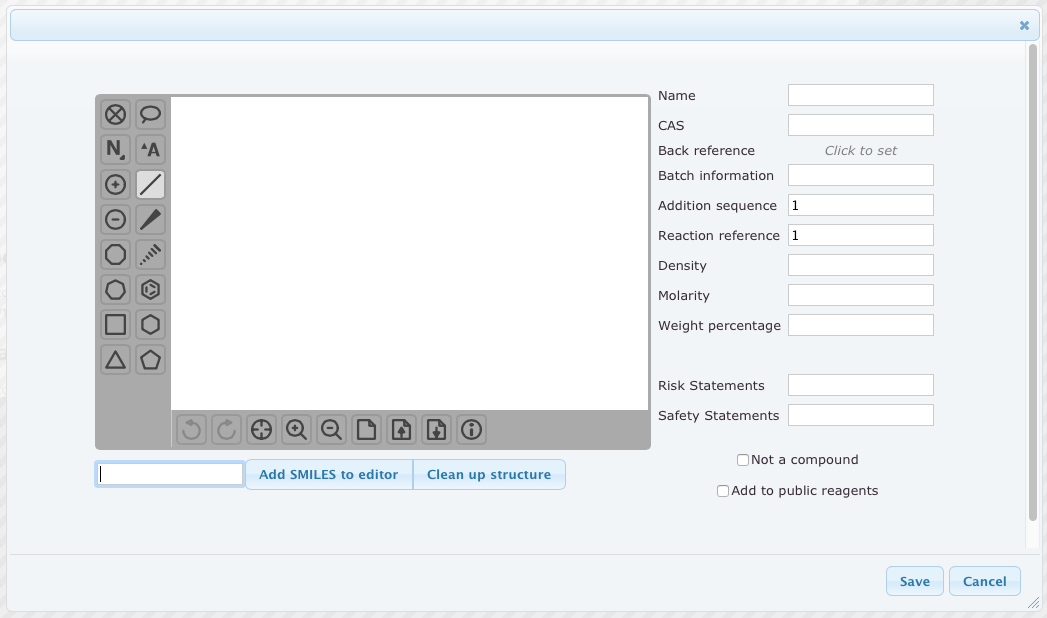 N
A
Name
CAS
Back reference Click to set
Batch information
Addition sequence 1
Reaction reference 1
Density
Molarity
Weight percentage
Risk Statements
Safety Statements
Add SMILES to editor Clean up structure
Not a compound
Add to public reagents
Save Cancel